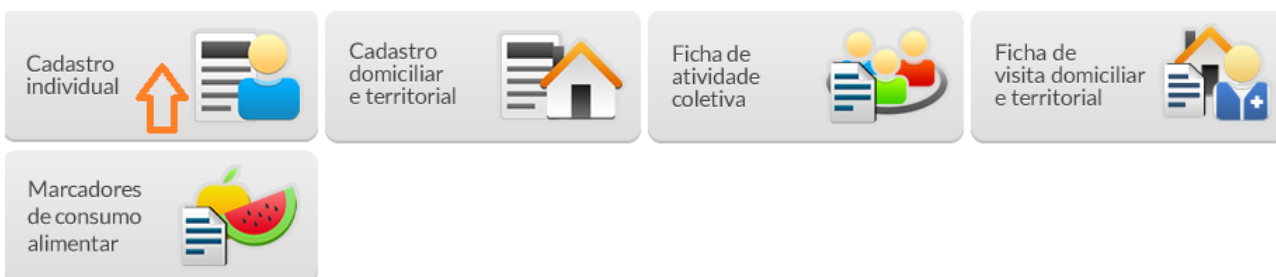 Cadastro
individual
Cadastro
domiciliar
e territorial
Ficha de
atividade
coletiva
Ficha de
visita domiciliar
e territorial
Marcadores
de consumo
alimentar